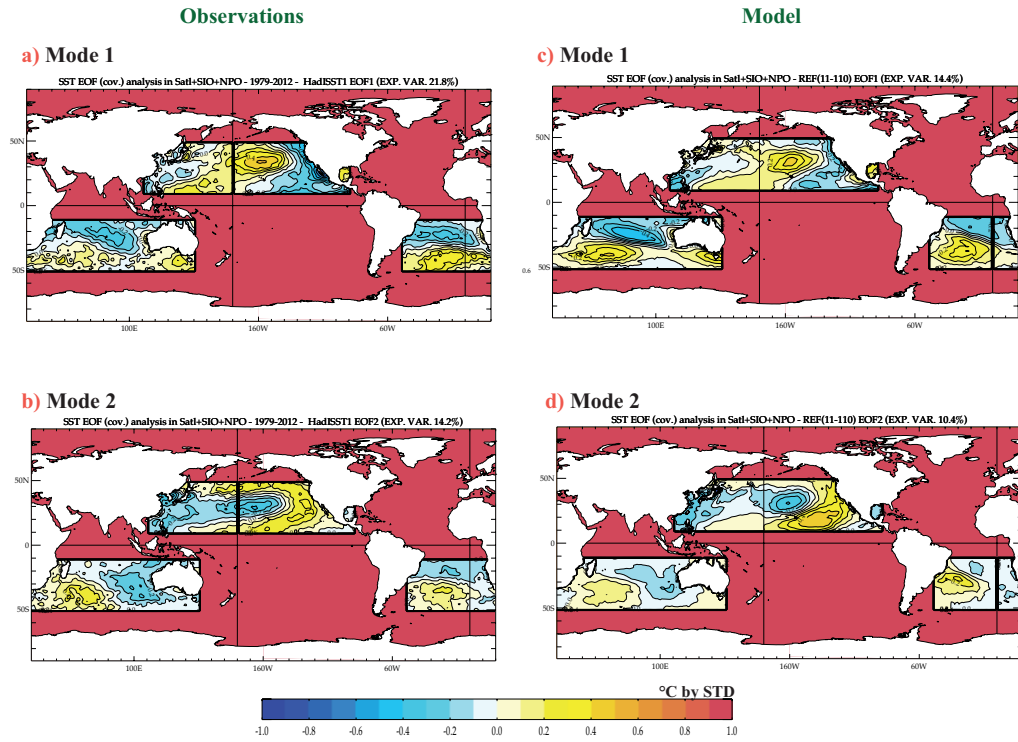 Observations
Model
a) Mode 1
c) Mode 1
SST EOF (cov.) analysis in Satl+SIO+NPO - 1979-2012 - HadISST1 EOF1 (EXP. VAR. 21.8%)
SST EOF (cov.) analysis in Satl+SIO+NPO - REF(11-110) EOF1 (EXP. VAR. 14.4%)
50N
0
50S
100E
160W
60W
50N
0
50S
0.6
100E
160W
60W
b) Mode 2
d) Mode 2
SST EOF (cov.) analysis in Satl+SIO+NPO - 1979-2012 - HadISST1 EOF2 (EXP. VAR. 14.2%)
SST EOF (cov.) analysis in Satl+SIO+NPO - REF(11-110) EOF2 (EXP. VAR. 10.4%)
50N
0
50S
100E
160W
60W
50N
0
50S
100E
160W
60W
°C by STD
-1.0 -0.8 -0.6 -0.4 -0.2 0.0 0.2 0.4 0.6 0.8 1.0